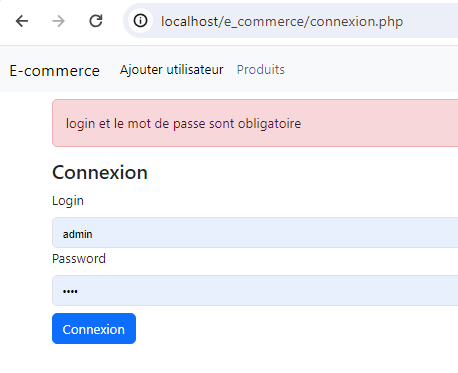 localhost/e_commerce/connexion.php
E-commerce Ajouter utilisateur Produits
login et le mot de passe sont obligatoire
Connexion
Login
admin
Password
••••
Connexion